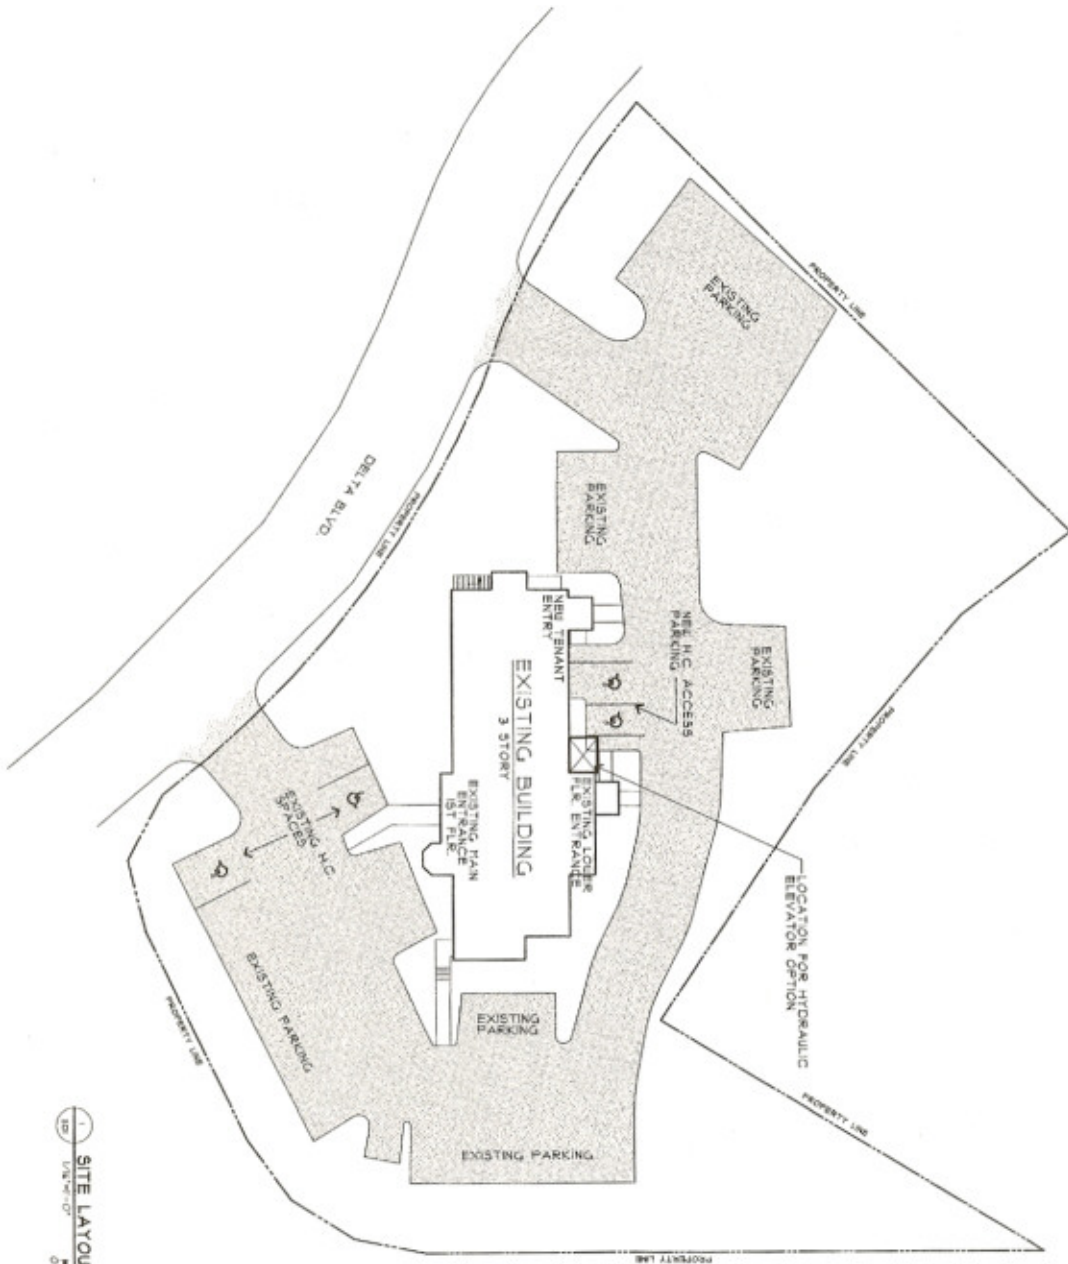 PROPERTY LINE
EXISTING
PARKING
DELTA BLVD.
PROPERTY LINE
EXISTING
PARKING
NEW H.C. ACCESS
PARKING
EXISTING
PARKING
NEW TENANT
ENTRY
EXISTING BUILDING
3 STORY
PROPERTY LINE
EXISTING LOWER
FLR. ENTRANCE
EXISTING MAIN
ENTRANCE
1ST FLR.
EXISTING H.C.
SPACES
LOCATION FOR HYDRAULIC
ELEVATOR OPTION
EXISTING PARKING
EXISTING
PARKING
PROPERTY LINE
PROPERTY LINE
EXISTING PARKING
PROPERTY LINE
1
SITE LAYOU